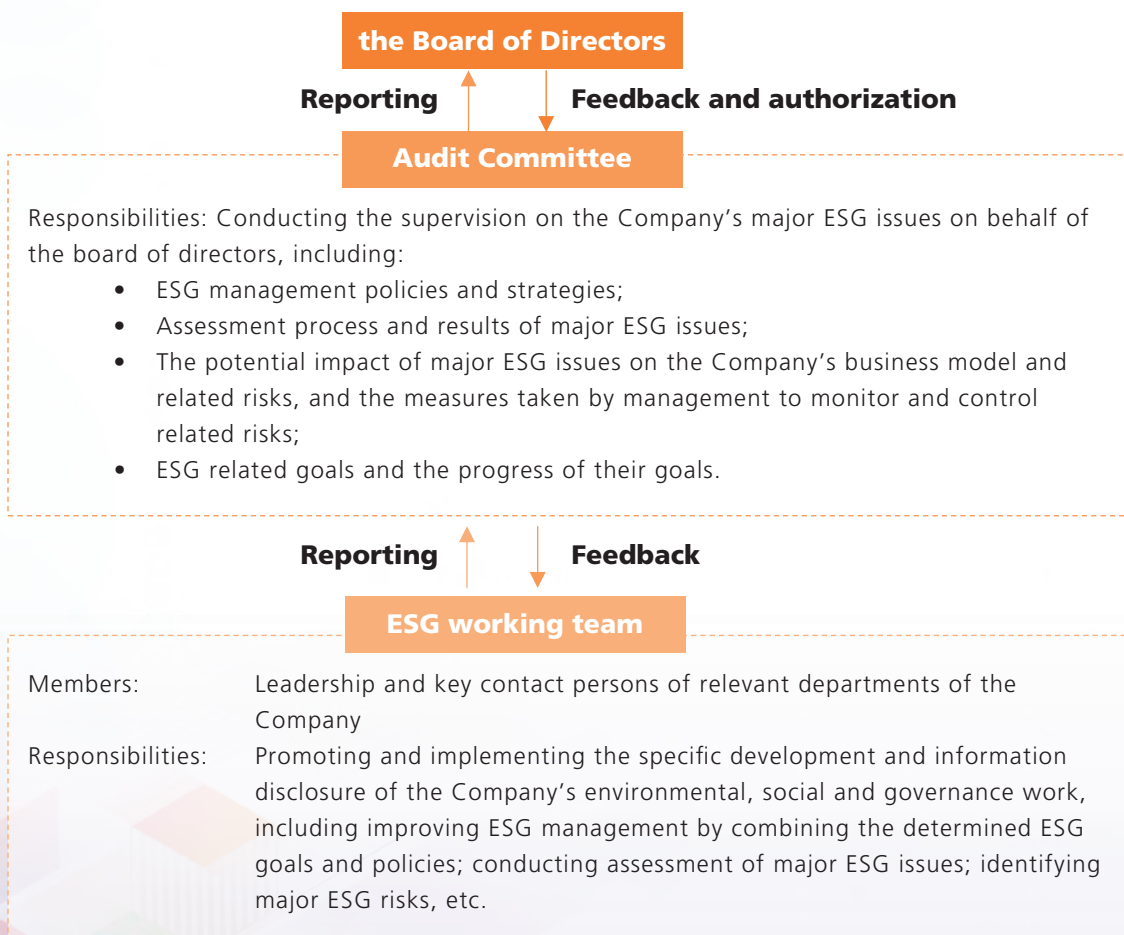 the Board of Directors
Reporting Feedback and authorization
Audit Committee
Responsibilities: Conducting the supervision on the Company’s major ESG issues on behalf of
the board of directors, including:
• ESG management policies and strategies;
• Assessment process and results of major ESG issues;
• The potential impact of major ESG issues on the Company’s business model and
related risks, and the measures taken by management to monitor and control
related risks;
• ESG related goals and the progress of their goals.
Reporting Feedback
ESG working team
Members: Leadership and key contact persons of relevant departments of the
Company
Responsibilities: Promoting and implementing the specific development and information
disclosure of the Company’s environmental, social and governance work,
including improving ESG management by combining the determined ESG
goals and policies; conducting assessment of major ESG issues; identifying
major ESG risks, etc.